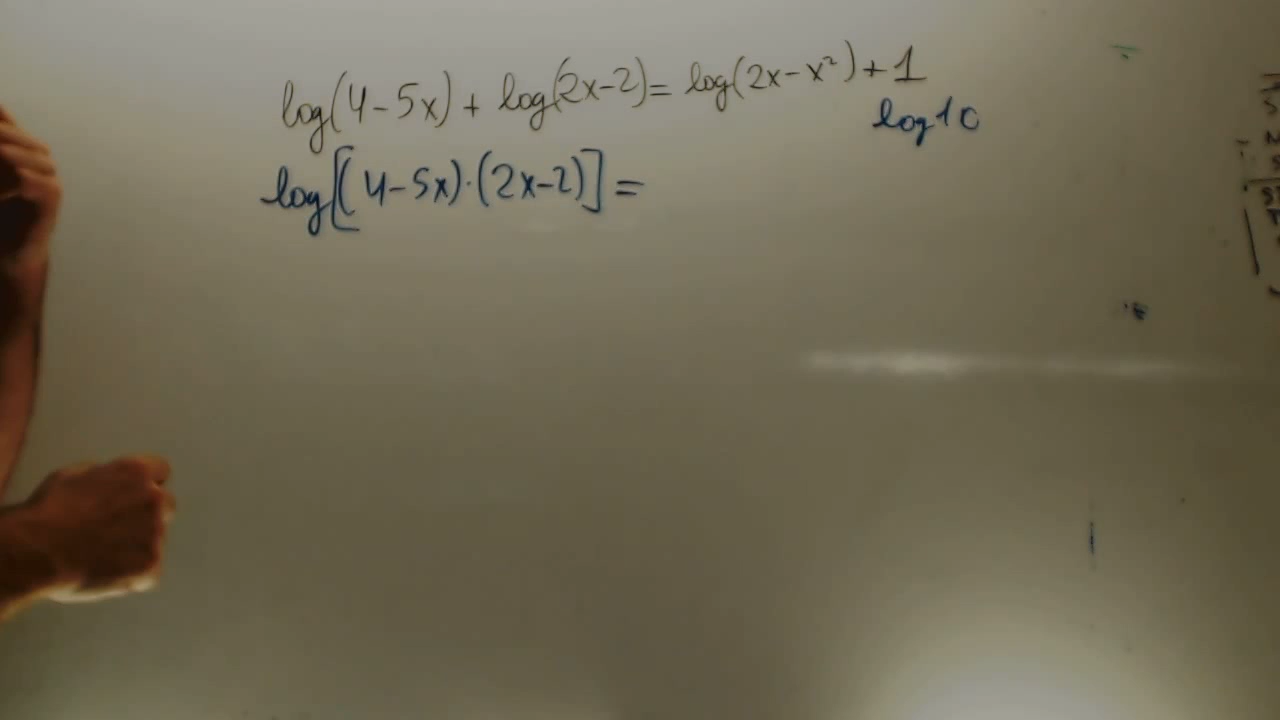 log(4-5x) + log(2x-2) = log(2x-x²) + 1
log10
log[(4-5x)·(2x-2)] =